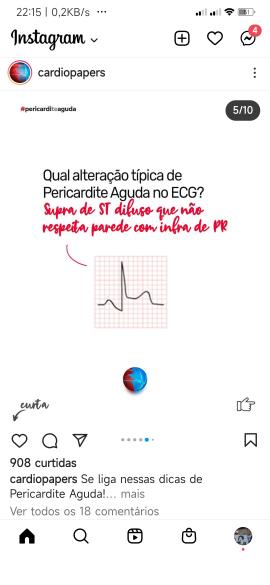 22:15 | 0,2KB/s ...
Instagram
4
cardiopapers
#pericarditeaguda
5/10
Qual alteração típica de
Pericardite Aguda no ECG?
Supra de ST difuso que não
respeita parede com infra de PR
curta
908 curtidas
cardiopapers Se liga nessas dicas de
Pericardite Aguda!... mais
Ver todos os 18 comentários